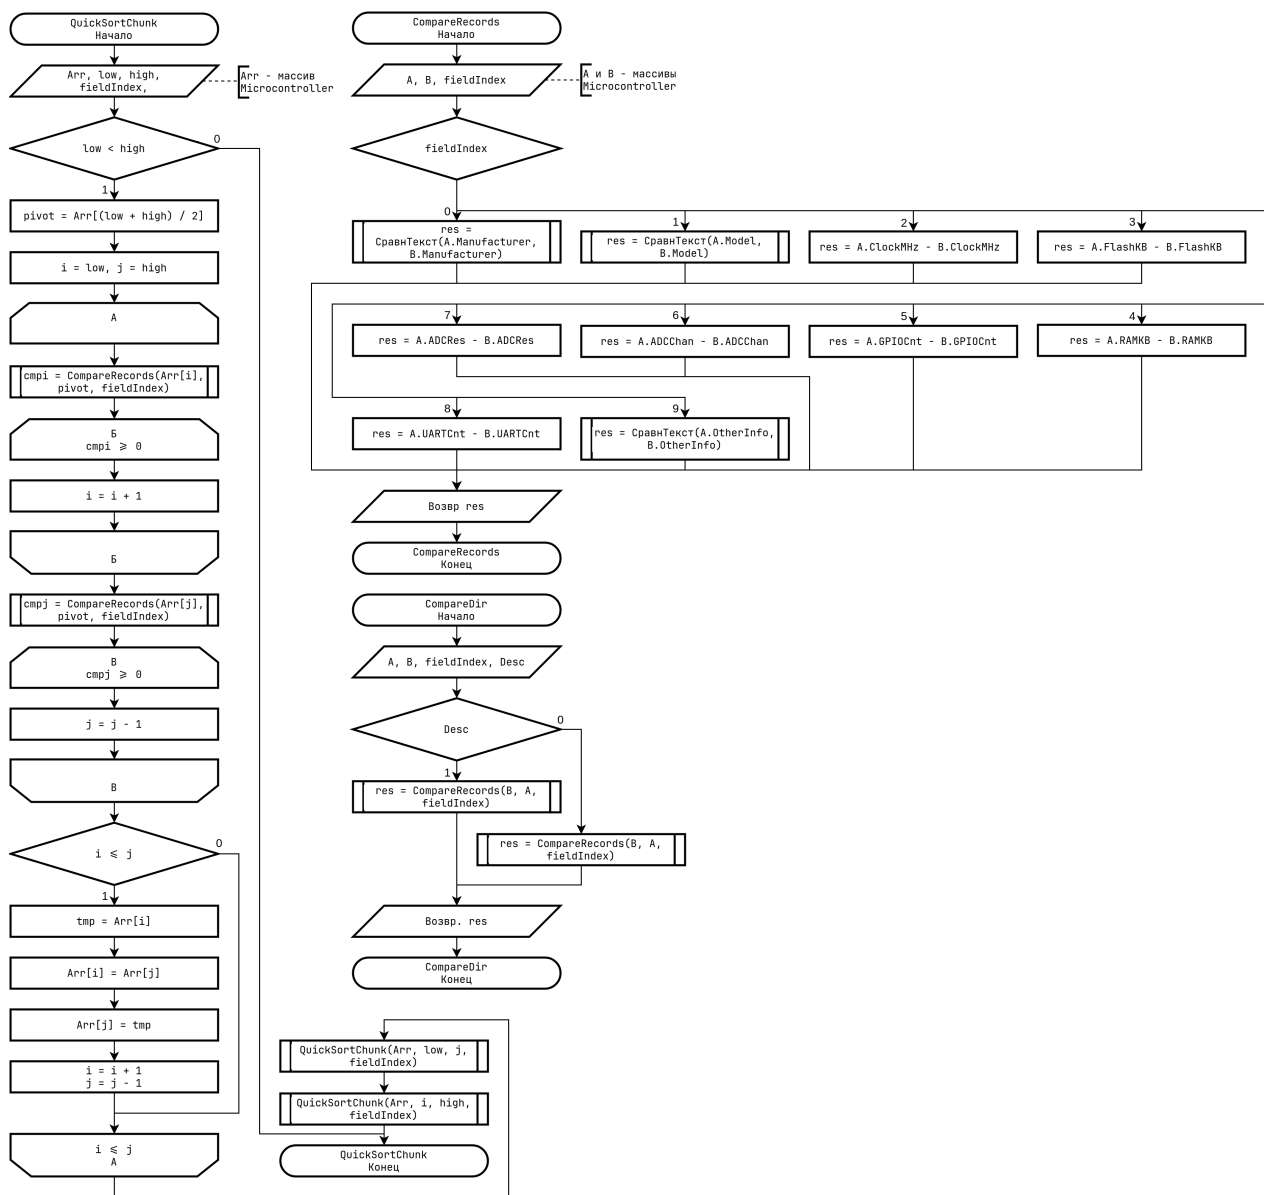 QuickSortChunk
Начало
Arr, low, high,
fieldIndex,
Arr - массив
Microcontroller
low < high
0
1
pivot = Arr[(low + high) / 2]
i = low, j = high
А
cmpi = CompareRecords(Arr[i],
pivot, fieldIndex)
Б
cmpi ⩾ 0
i = i + 1
Б
cmpj = CompareRecords(Arr[j],
pivot, fieldIndex)
В
cmpj ⩾ 0
j = j - 1
В
i ⩽ j
0
1
tmp = Arr[i]
Arr[i] = Arr[j]
Arr[j] = tmp
i = i + 1
j = j - 1
i ⩽ j
А
CompareRecords
Начало
A, B, fieldIndex
А и В - массивы
Microcontroller
fieldIndex
0
res =
СравнТекст(A.Manufacturer,
B.Manufacturer)
1
res = СравнТекст(A.Model,
B.Model)
2
res = A.ClockMHz - B.ClockMHz
3
res = A.FlashKB - B.FlashKB
7
res = A.ADCRes - B.ADCRes
6
res = A.ADCChan - B.ADCChan
5
res = A.GPIOCnt - B.GPIOCnt
4
res = A.RAMKB - B.RAMKB
8
res = A.UARTCnt - B.UARTCnt
9
res = СравнТекст(A.OtherInfo,
B.OtherInfo)
Возвр res
CompareRecords
Конец
CompareDir
Начало
A, B, fieldIndex, Desc
Desc
0
1
res = CompareRecords(B, A,
fieldIndex)
res = CompareRecords(B, A,
fieldIndex)
Возвр. res
CompareDir
Конец
QuickSortChunk(Arr, low, j,
fieldIndex)
QuickSortChunk(Arr, i, high,
fieldIndex)
QuickSortChunk
Конец